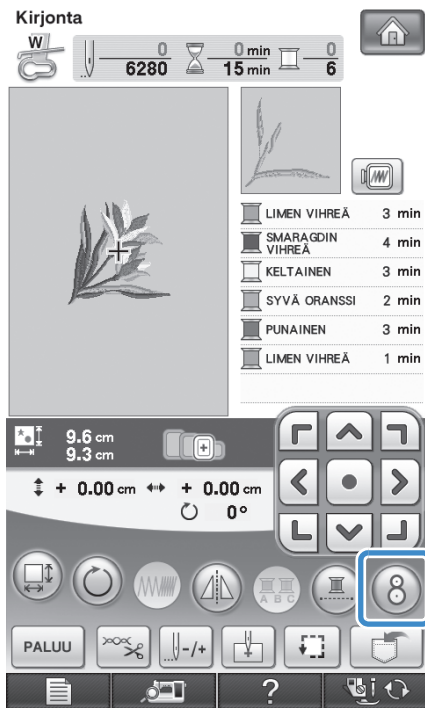 Kirjonta
W
0 0 min 0
6280 15 min 6
LIMEN VIHREÄ 3 min
SMARAGDIN
VIHREÄ 4 min
KELTAINEN 3 min
SYVÄ ORANSSI 2 min
PUNAINEN 3 min
LIMEN VIHREÄ 1 min
9.6 cm
9.3 cm
+ 0.00 cm + 0.00 cm
0°
A B C
8
PALUU
-/+
?